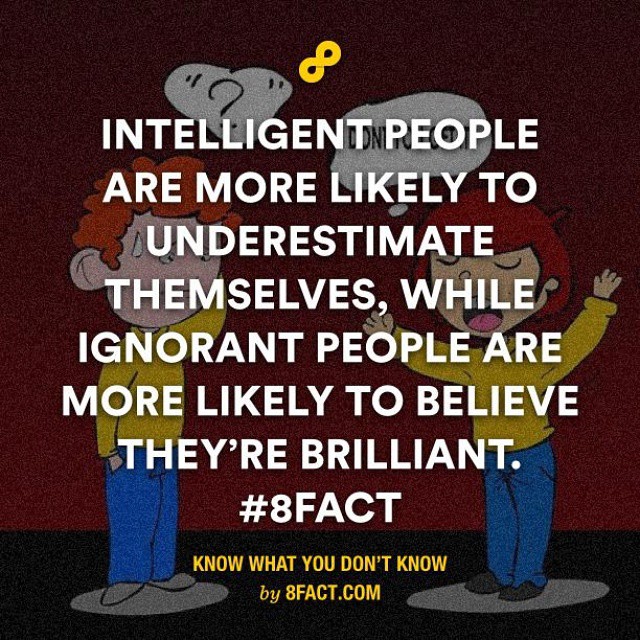 INTELLIGENT PEOPLE
ARE MORE LIKELY TO
UNDERESTIMATE
THEMSELVES, WHILE
IGNORANT PEOPLE ARE
MORE LIKELY TO BELIEVE
THEY’RE BRILLIANT.
#8FACT
KNOW WHAT YOU DON’T KNOW
by 8FACT.COM
?